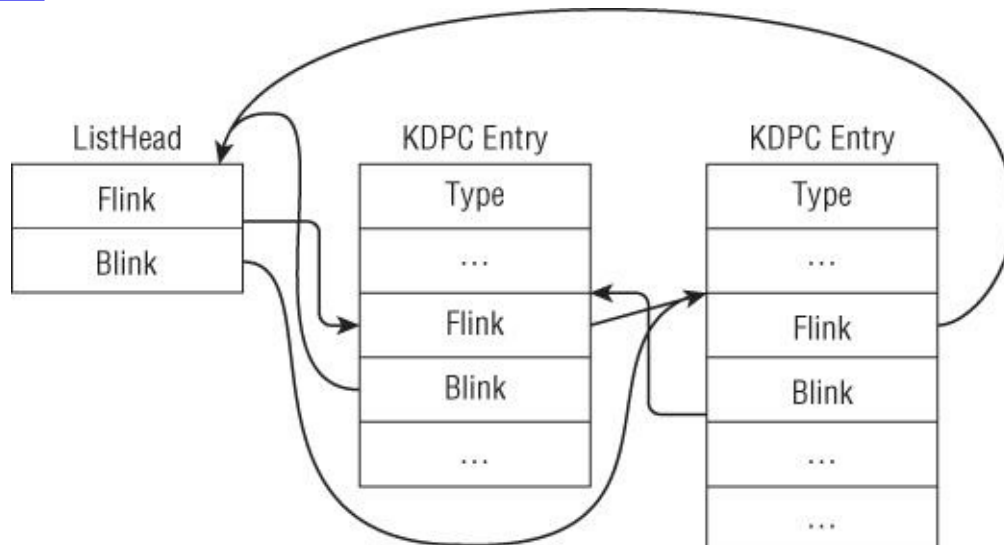 ListHead
Flink
Blink
KDPC Entry
Type
...
Flink
Blink
...
KDPC Entry
Type
...
Flink
Blink
...
...